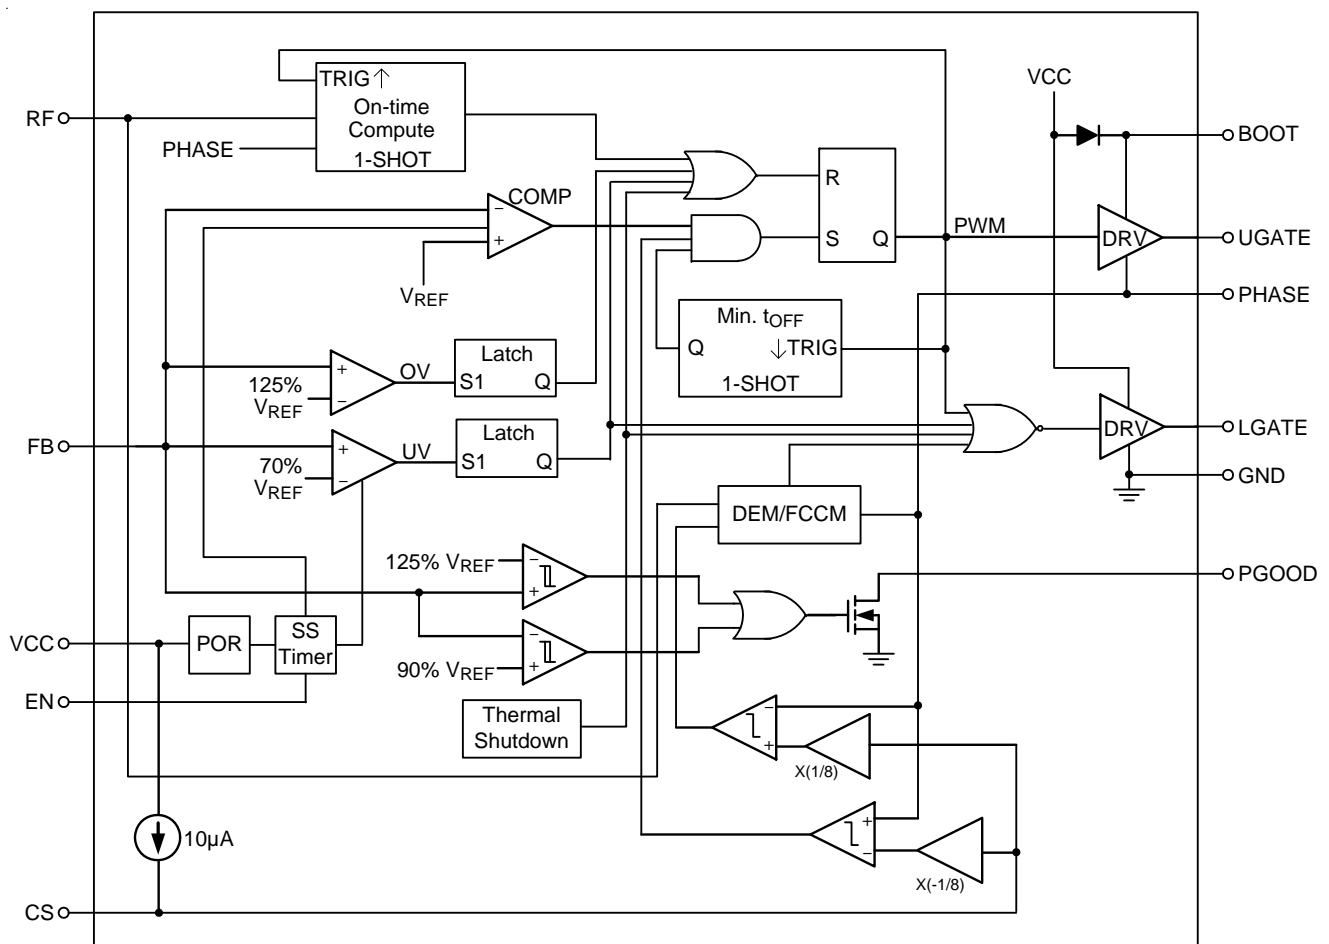 TRIG ↑
On-time
Compute
1-SHOT
RF
PHASE
VCC
BOOT
COMP
R
S
Q
PWM
DRV
UGATE
PHASE
−
+
VREF
Min. tOFF
Q
↓TRIG
1-SHOT
+
−
125%
VREF
OV
Latch
S1
Q
FB
+
−
70%
VREF
UV
Latch
S1
Q
DRV
LGATE
GND
DEM/FCCM
125% VREF
−
+
PGOOD
VCC
POR
SS
Timer
−
+
90% VREF
EN
Thermal
Shutdown
−
+
X(1/8)
10µA
+
−
X(-1/8)
CS